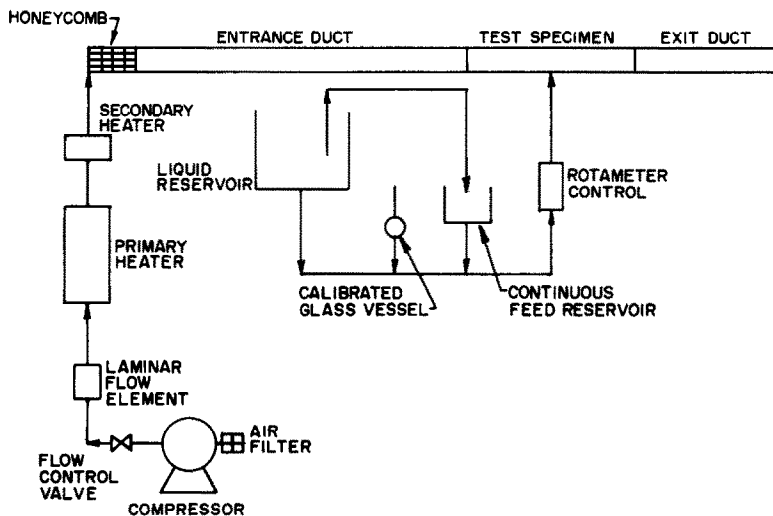 HONEYCOMB
ENTRANCE DUCT
TEST SPECIMEN
EXIT DUCT
SECONDARY
HEATER
LIQUID
RESERVOIR
ROTAMETER
CONTROL
PRIMARY
HEATER
CALIBRATED
GLASS VESSEL
CONTINUOUS
FEED RESERVOIR
LAMINAR
FLOW
ELEMENT
AIR
FILTER
FLOW
CONTROL
VALVE
COMPRESSOR